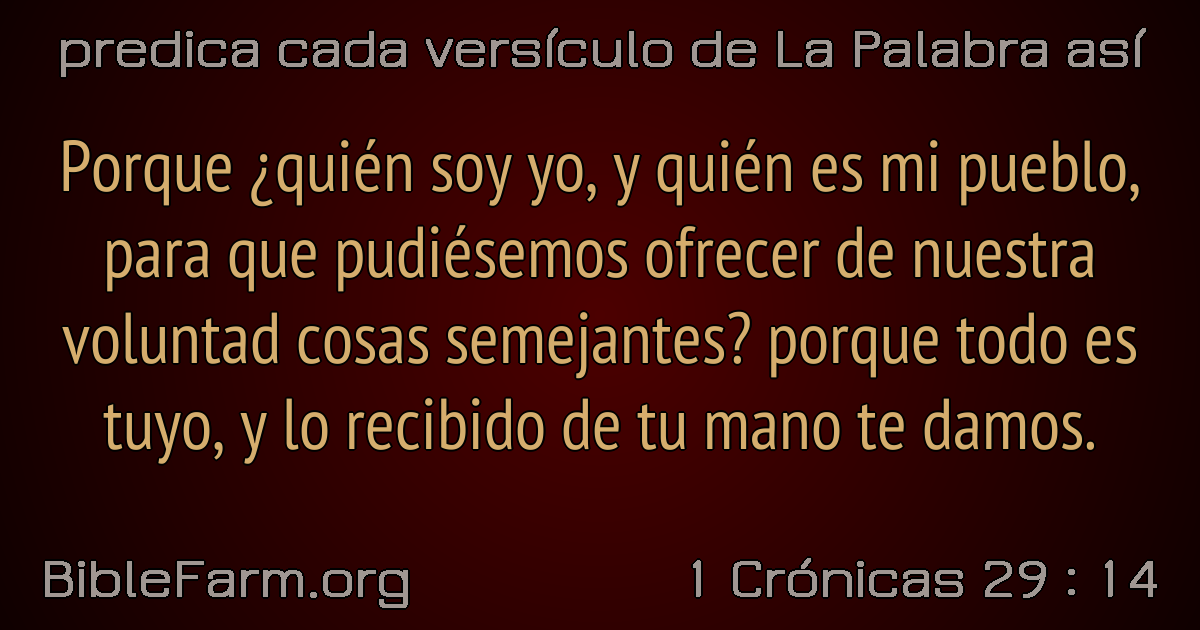 predica cada versículo de La Palabra así
Porque ¿quién soy yo, y quién es mi pueblo,
para que pudiésemos ofrecer de nuestra
voluntad cosas semejantes? porque todo es
tuyo, y lo recibido de tu mano te damos.
BibleFarm.org
1 Crónicas 29 : 14